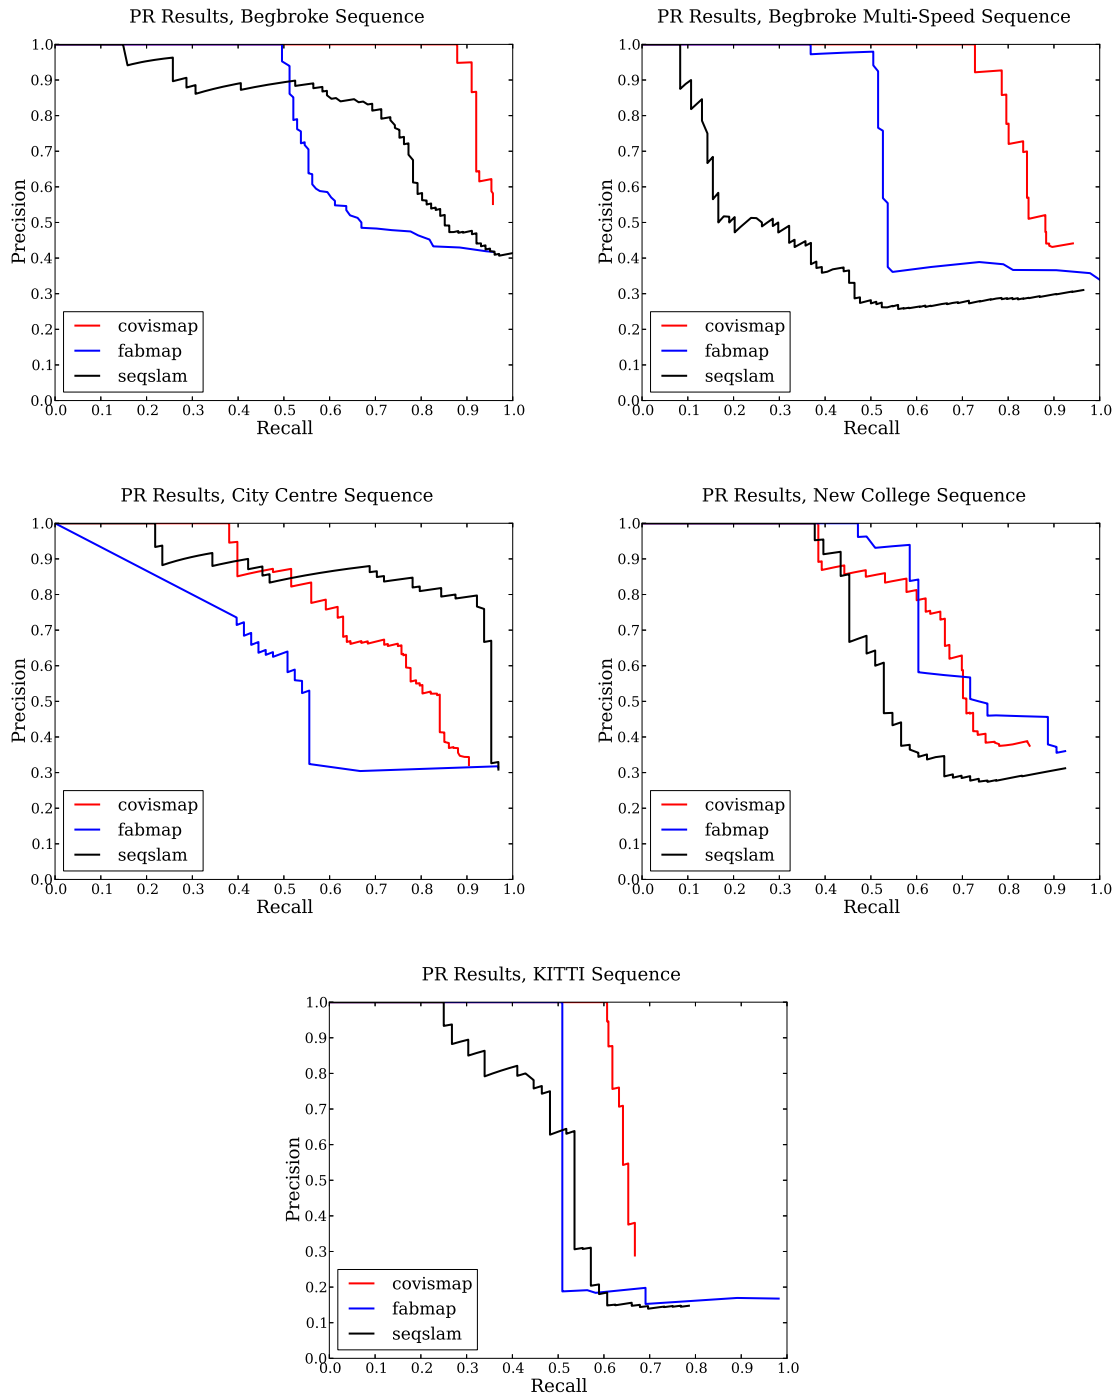 PR Results, Begbroke Sequence
1.0
0.9
0.8
0.7
0.6
0.5
0.4
0.3
0.2
0.1
0.0
Precision
covismap
fabmap
seqslam
0.0 0.1 0.2 0.3 0.4 0.5 0.6 0.7 0.8 0.9 1.0
Recall
PR Results, Begbroke Multi-Speed Sequence
1.0
0.9
0.8
0.7
0.6
0.5
0.4
0.3
0.2
0.1
0.0
Precision
covismap
fabmap
seqslam
0.0 0.1 0.2 0.3 0.4 0.5 0.6 0.7 0.8 0.9 1.0
Recall
PR Results, City Centre Sequence
1.0
0.9
0.8
0.7
0.6
0.5
0.4
0.3
0.2
0.1
0.0
Precision
covismap
fabmap
seqslam
0.0 0.1 0.2 0.3 0.4 0.5 0.6 0.7 0.8 0.9 1.0
Recall
PR Results, New College Sequence
1.0
0.9
0.8
0.7
0.6
0.5
0.4
0.3
0.2
0.1
0.0
Precision
covismap
fabmap
seqslam
0.0 0.1 0.2 0.3 0.4 0.5 0.6 0.7 0.8 0.9 1.0
Recall
PR Results, KITTI Sequence
1.0
0.9
0.8
0.7
0.6
0.5
0.4
0.3
0.2
0.1
0.0
Precision
covismap
fabmap
seqslam
0.0 0.1 0.2 0.3 0.4 0.5 0.6 0.7 0.8 0.9 1.0
Recall